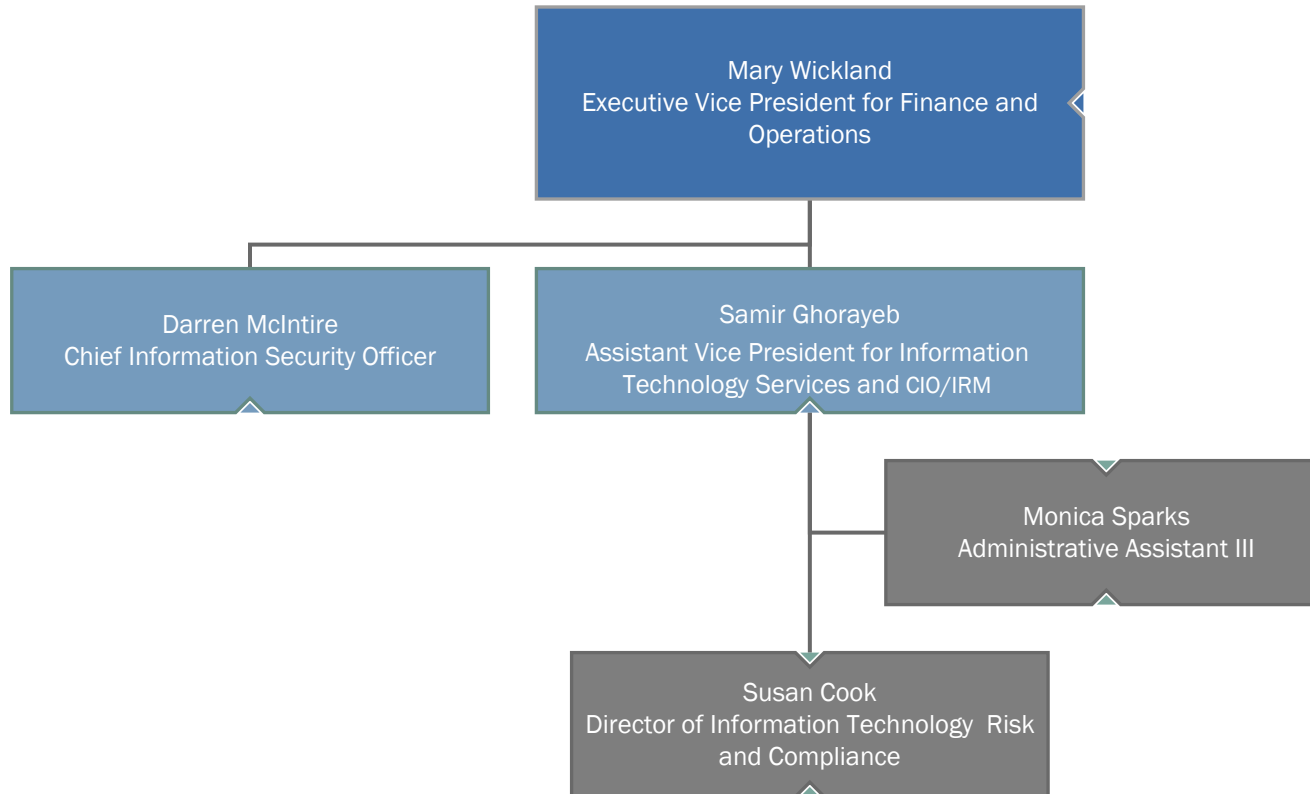 Mary Wickland
Executive Vice President for Finance and
Operations
Darren McIntire
Chief Information Security Officer
Samir Ghorayeb
Assistant Vice President for Information
Technology Services and CIO/IRM
Monica Sparks
Administrative Assistant III
Susan Cook
Director of Information Technology  Risk
and Compliance